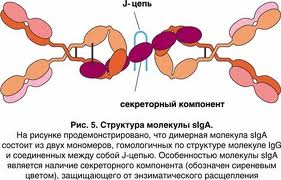 J-цепь
секреторный компонент
Рис. 5. Структура молекулы sIgA.
На рисунке продемонстрировано, что димерная молекула sIgA
состоит из двух мономеров, гомологичных по структуре молекуле IgG
и соединенных между собой J-цепью. Особенностью молекулы sIgA
является наличие секреторного компонента (обозначен сиреневым
цветом), защищающего от энзиматического расщепления